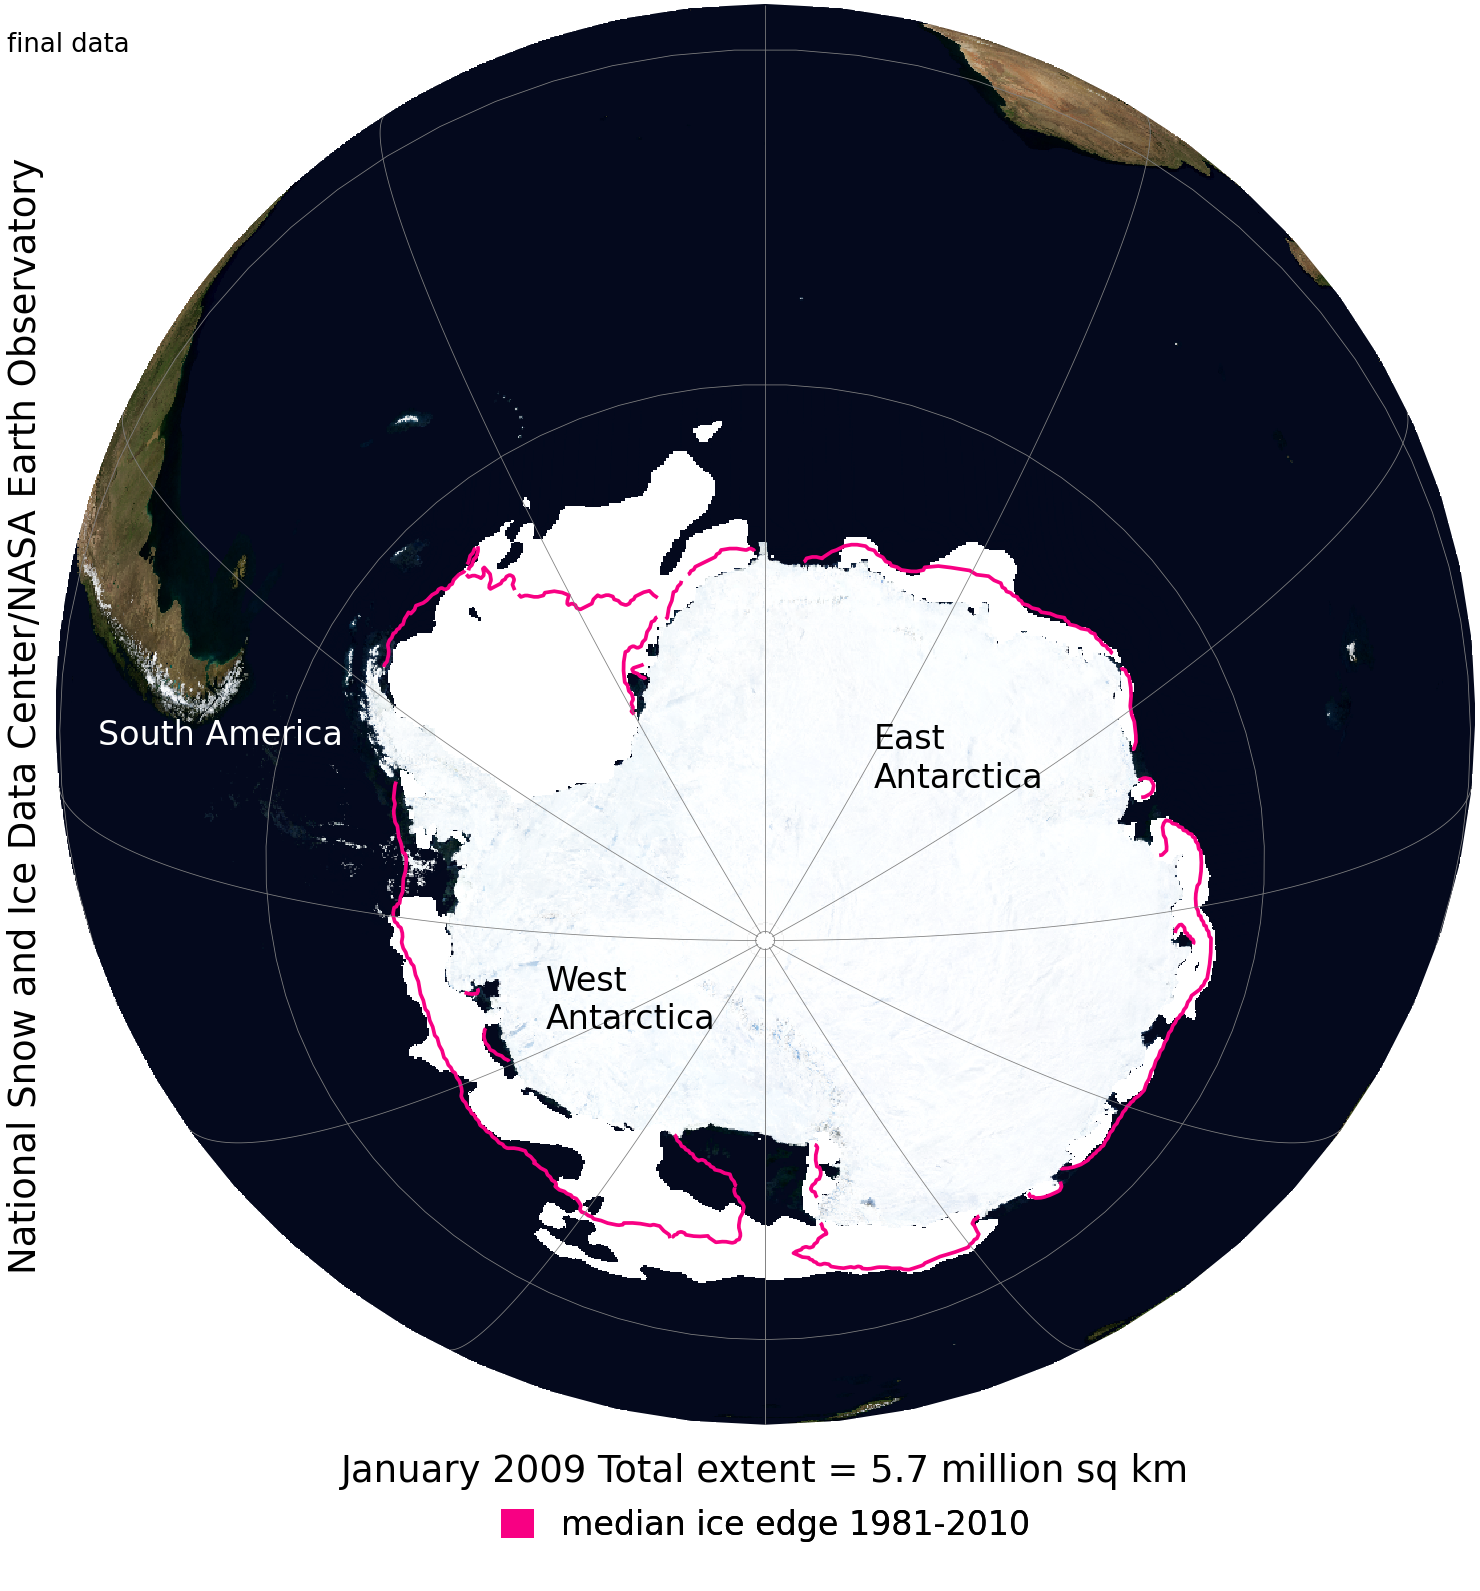 final data
National Snow and Ice Data Center/NASA Earth Observatory
South America
East
Antarctica
West
Antarctica
January 2009 Total extent = 5.7 million sq km
median ice edge 1981-2010